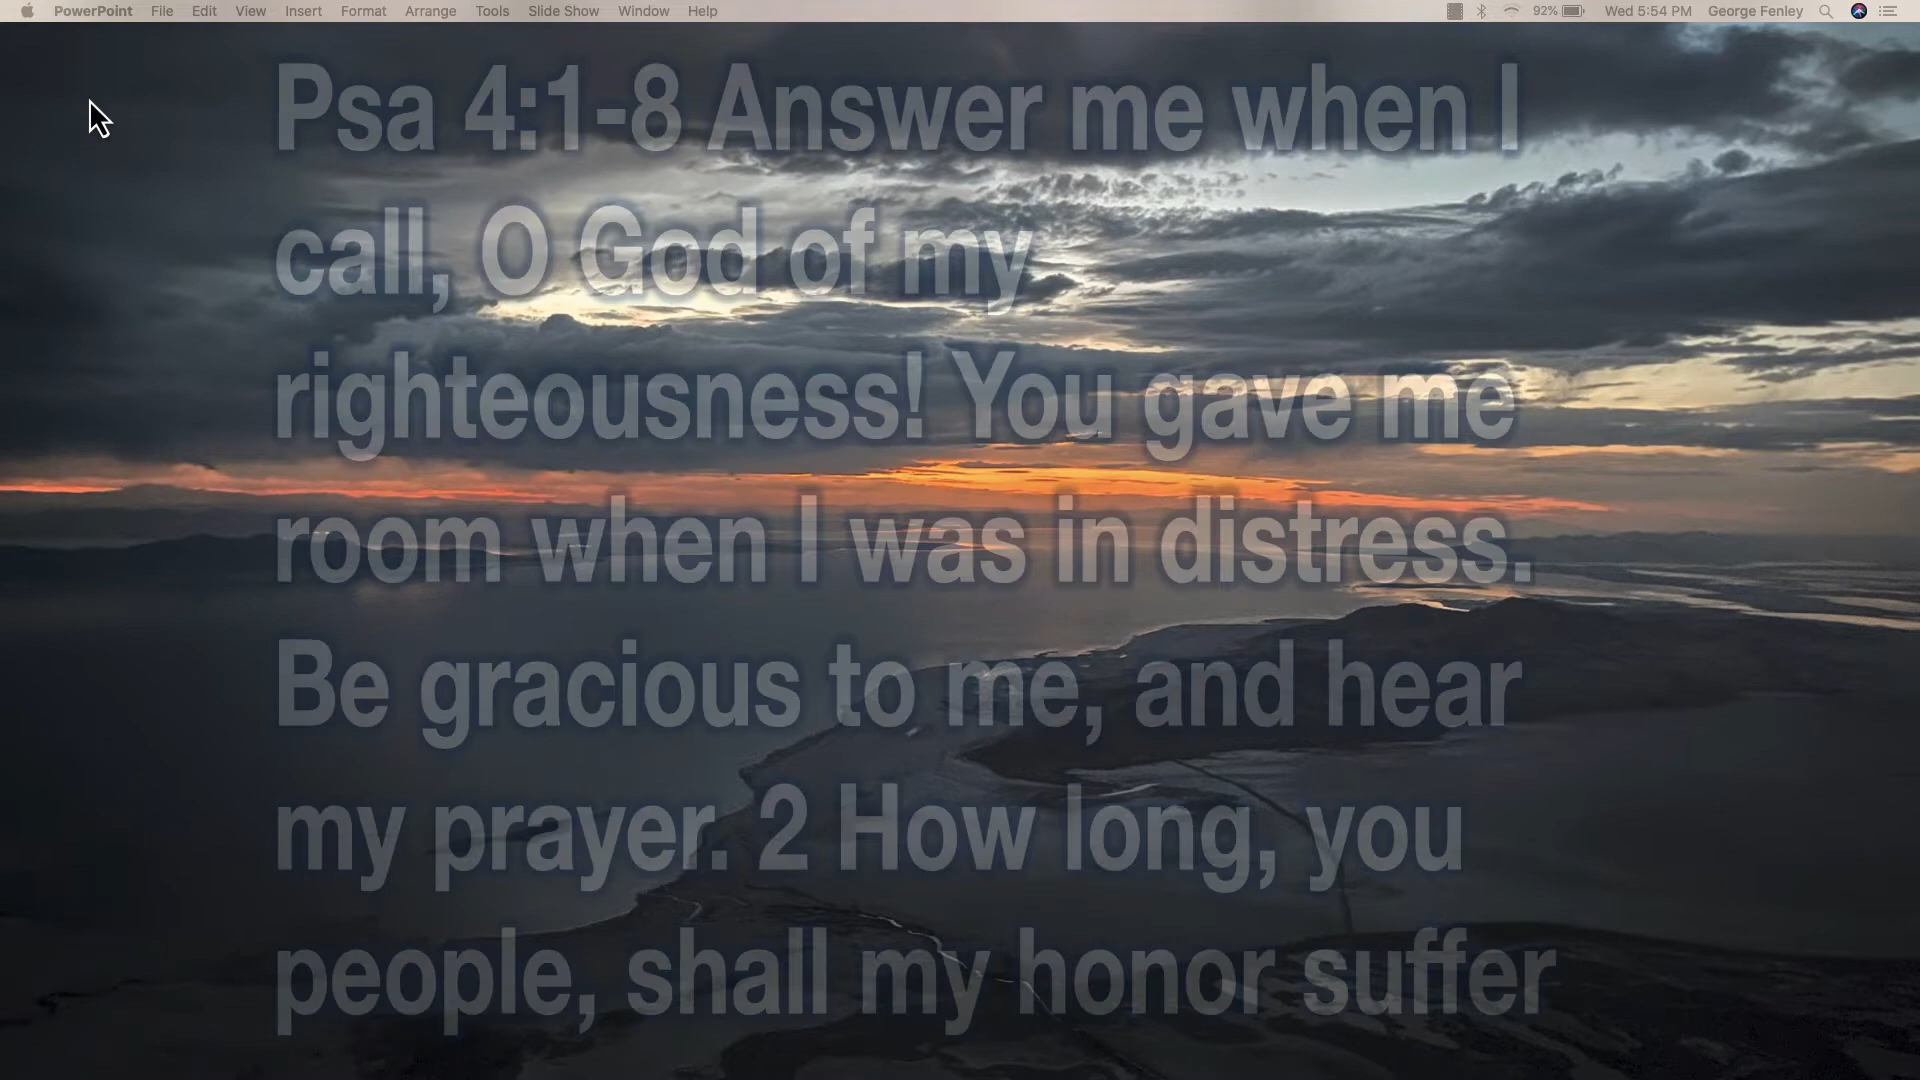 PowerPoint File Edit View Insert Format Arrange Tools Slide Show Window Help 92% Wed 5:54 PM George Fenley
Psa 4:1-8 Answer me when I
call, O God of my
righteousness! You gave me
room when I was in distress.
Be gracious to me, and hear
my prayer. 2 How long, you
people, shall my honor suffer